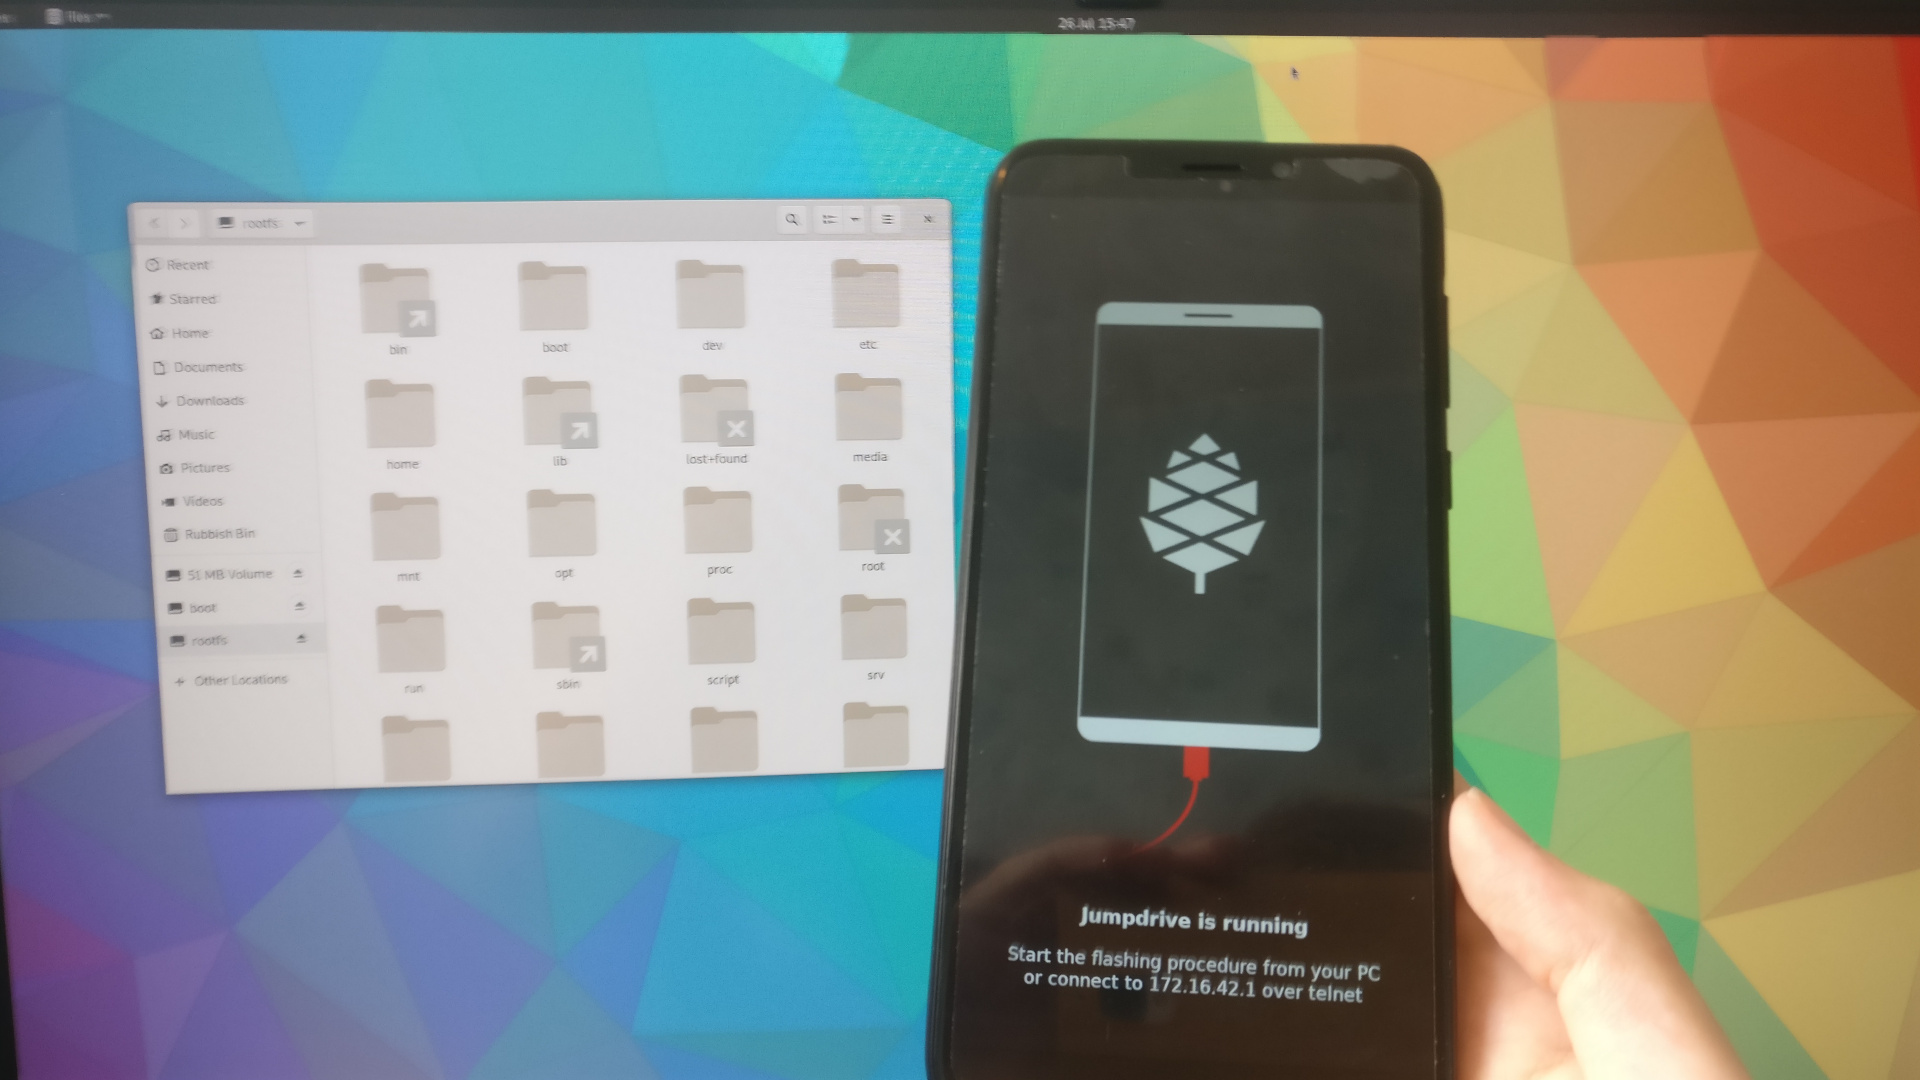 Files
26 Jul 15:47
rootfs
Recent
Starred
Home
Documents
Downloads
Music
Pictures
Videos
Rubbish Bin
51 MB Volume
boot
rootfs
Other Locations
bin
boot
dev
etc
home
lib
lost+found
media
mnt
opt
proc
root
run
sbin
script
srv
Jumpdrive is running
Start the flashing procedure from your PC
or connect to 172.16.42.1 over telnet